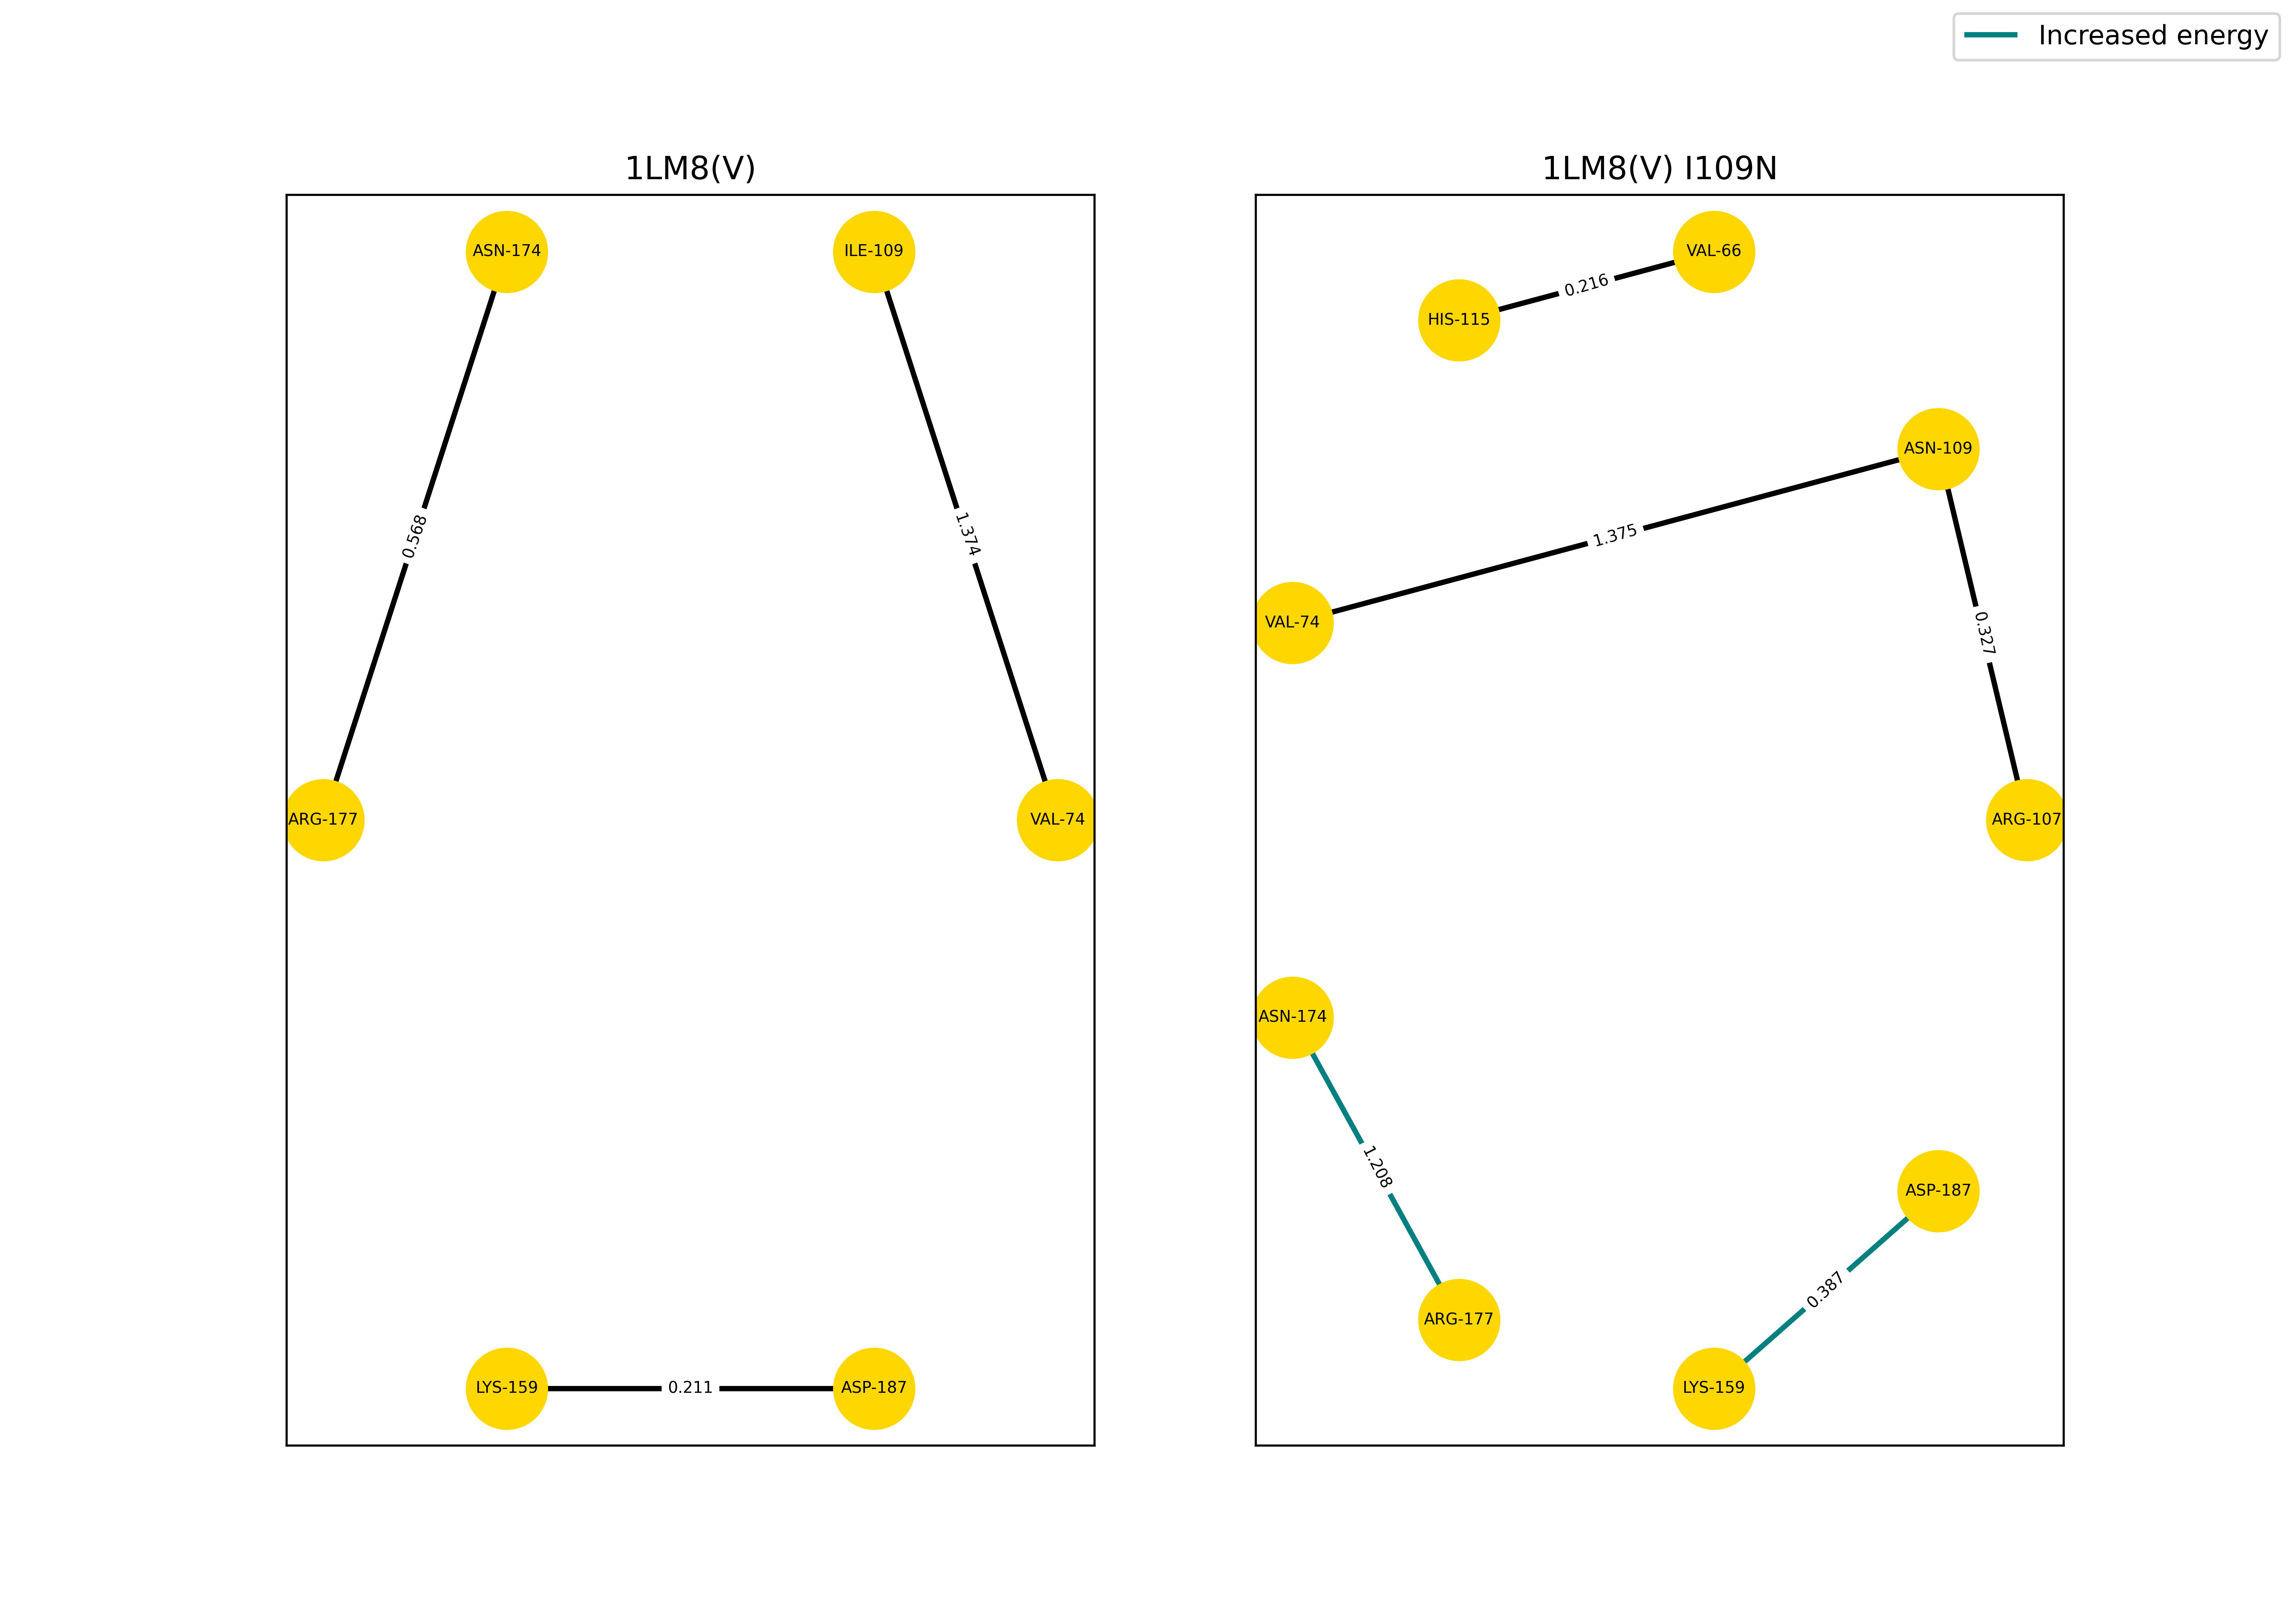 Increased energy
1LM8(V)
ASN-174
ILE-109
0.568
1.374
ARG-177
VAL-74
LYS-159
0.211
ASP-187
1LM8(V) I109N
VAL-66
0.216
HIS-115
ASN-109
1.375
VAL-74
0.327
ARG-107
ASN-174
1.208
ASP-187
0.387
ARG-177
LYS-159